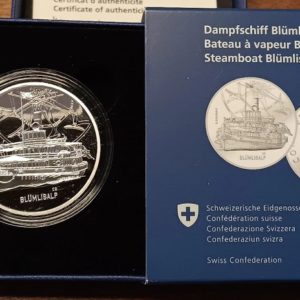 Certificat d'authenticité
Certificate of authenticity
BLÜMLISALP
Dampfschiff Blüml
Bateau à vapeur B
Steamboat Blümlis
BLÜMLISALP
Schweizerische Eidgenoss
Confédération suisse
Confederazione Svizzera
Confederaziun svizra
Swiss Confederation